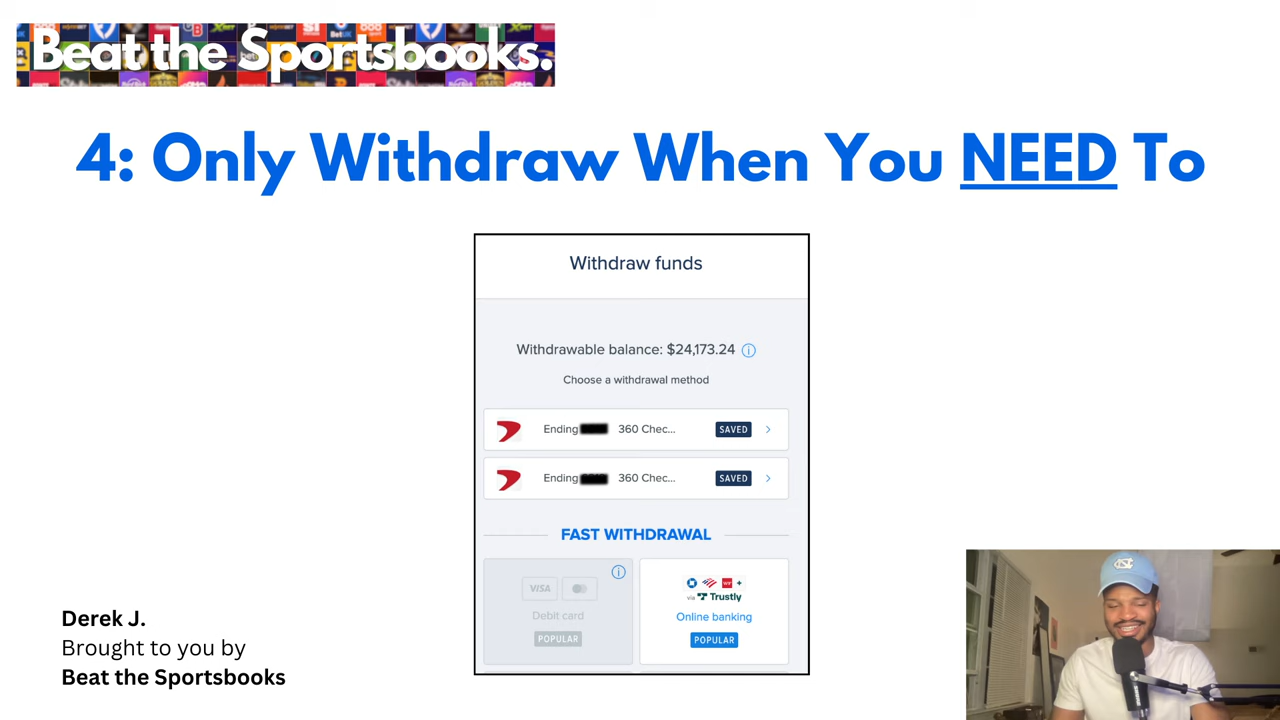 Beat the Sportsbooks.
4: Only Withdraw When You NEED To
Withdraw funds
Withdrawable balance: $24,173.24
Choose a withdrawal method
Ending 360 Chec... SAVED
Ending 360 Chec... SAVED
FAST WITHDRAWAL
VISA
Debit card
POPULAR
via Trustly
Online banking
POPULAR
Derek J.
Brought to you by
Beat the Sportsbooks